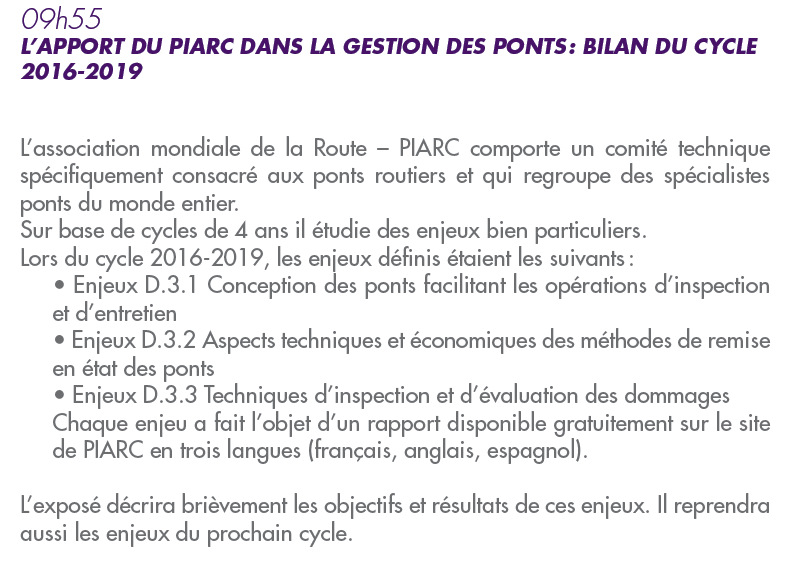 09h55
L'APPORT DU PIARC DANS LA GESTION DES PONTS : BILAN DU CYCLE
2016-2019
L'association mondiale de la Route – PIARC comporte un comité technique
spécifiquement consacré aux ponts routiers et qui regroupe des spécialistes
ponts du monde entier.
Sur base de cycles de 4 ans il étudie des enjeux bien particuliers.
Lors du cycle 2016-2019, les enjeux définis étaient les suivants :
• Enjeux D.3.1 Conception des ponts facilitant les opérations d'inspection
et d'entretien
• Enjeux D.3.2 Aspects techniques et économiques des méthodes de remise
en état des ponts
• Enjeux D.3.3 Techniques d'inspection et d'évaluation des dommages
Chaque enjeu a fait l'objet d'un rapport disponible gratuitement sur le site
de PIARC en trois langues (français, anglais, espagnol).
L'exposé décrira brièvement les objectifs et résultats de ces enjeux. Il reprendra
aussi les enjeux du prochain cycle.